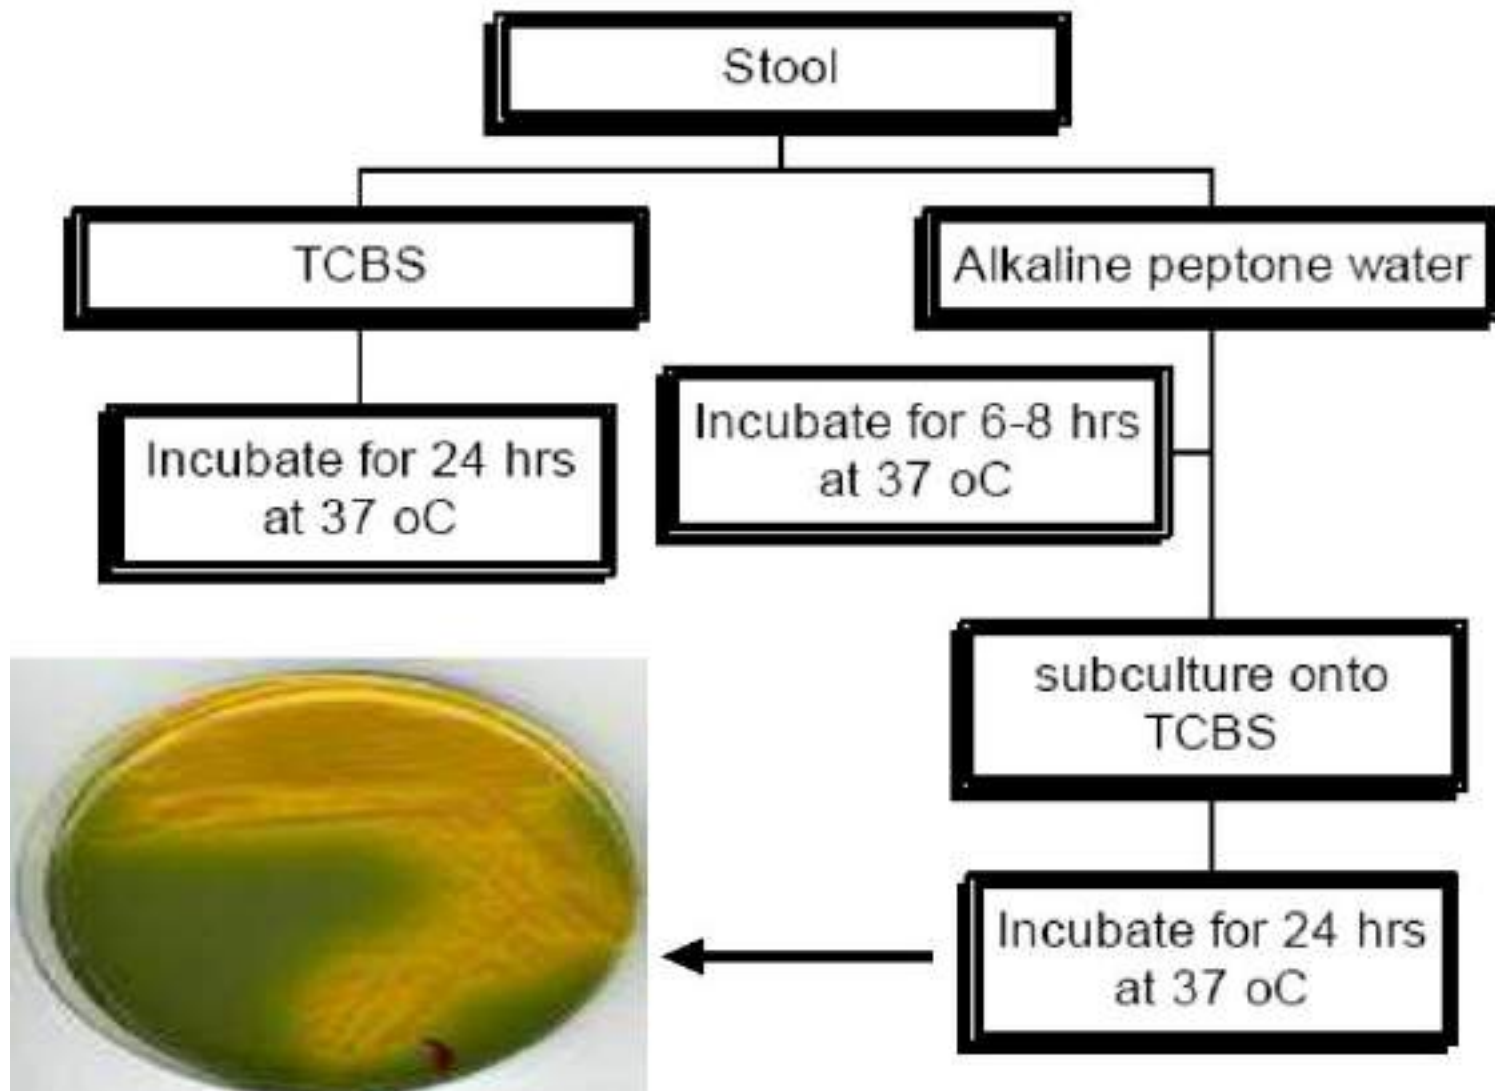 Stool
TCBS
Alkaline peptone water
Incubate for 24 hrs
at 37 oC
Incubate for 6-8 hrs
at 37 oC
subculture onto
TCBS
Incubate for 24 hrs
at 37 oC